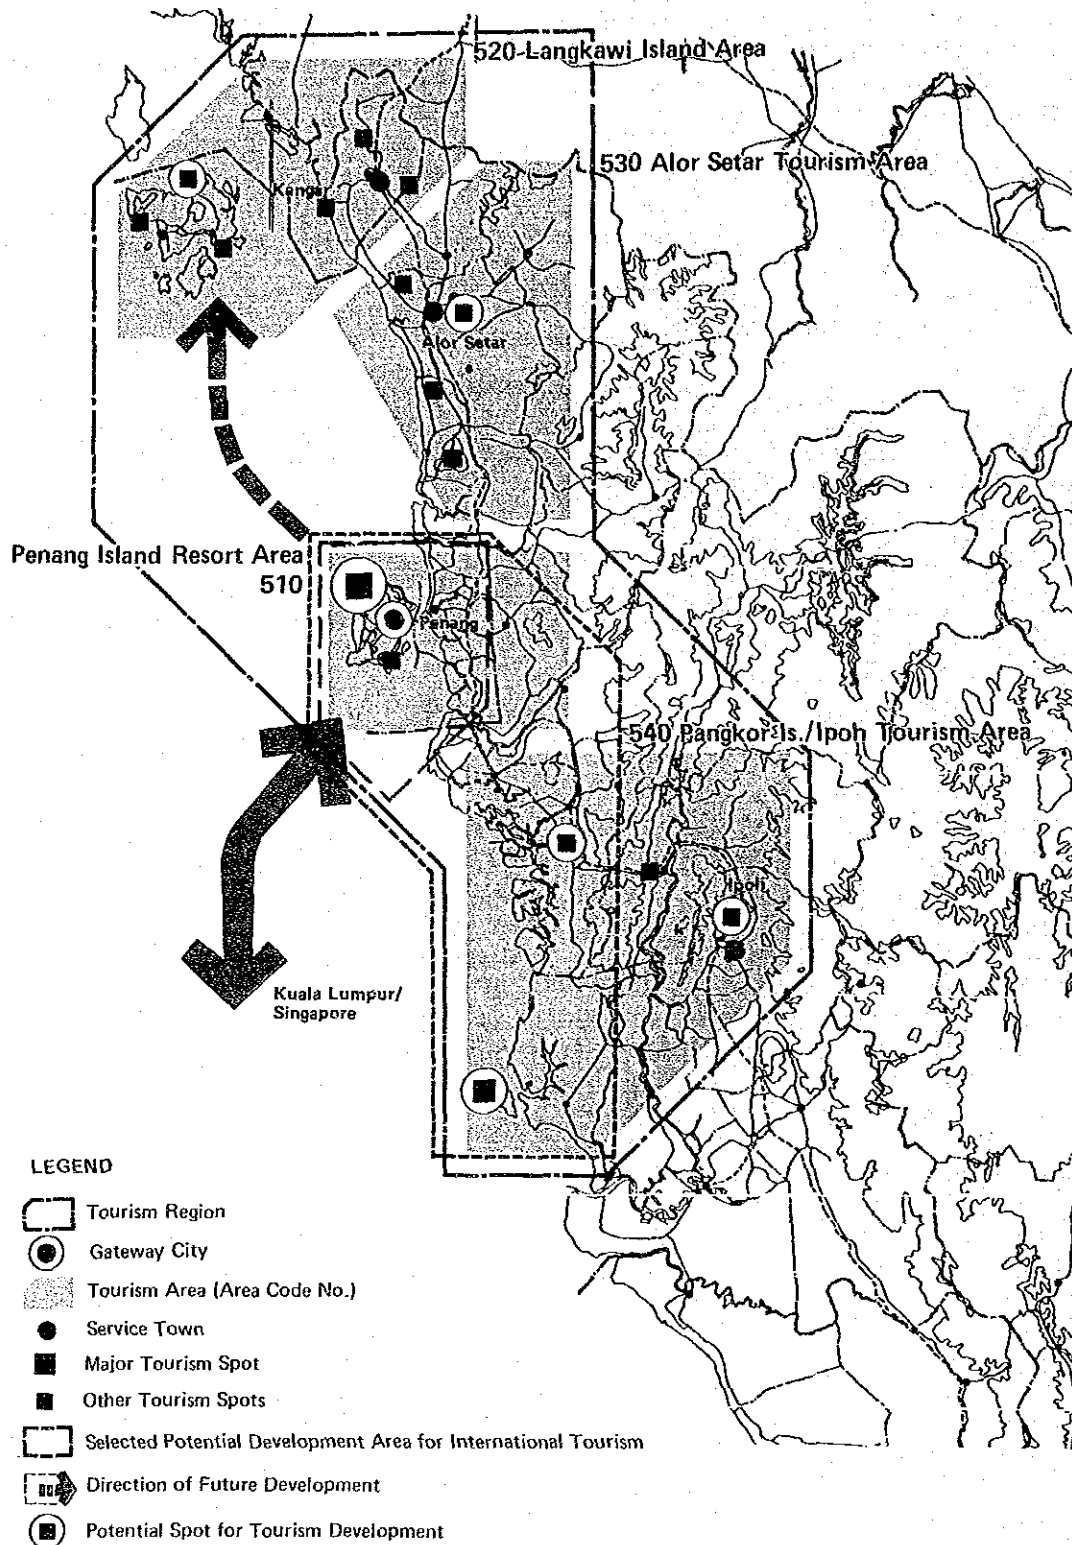 520 Langkawi Island Area
530 Alor Setar Tourism Area
Kangar
Alor Setar
Penang Island Resort Area
510
Penang
540 Pangkor Is./Ipoh Tourism Area
Ipoh
Kuala Lumpur/
Singapore
LEGEND
Tourism Region
Gateway City
Tourism Area (Area Code No.)
Service Town
Major Tourism Spot
Other Tourism Spots
Selected Potential Development Area for International Tourism
Direction of Future Development
Potential Spot for Tourism Development